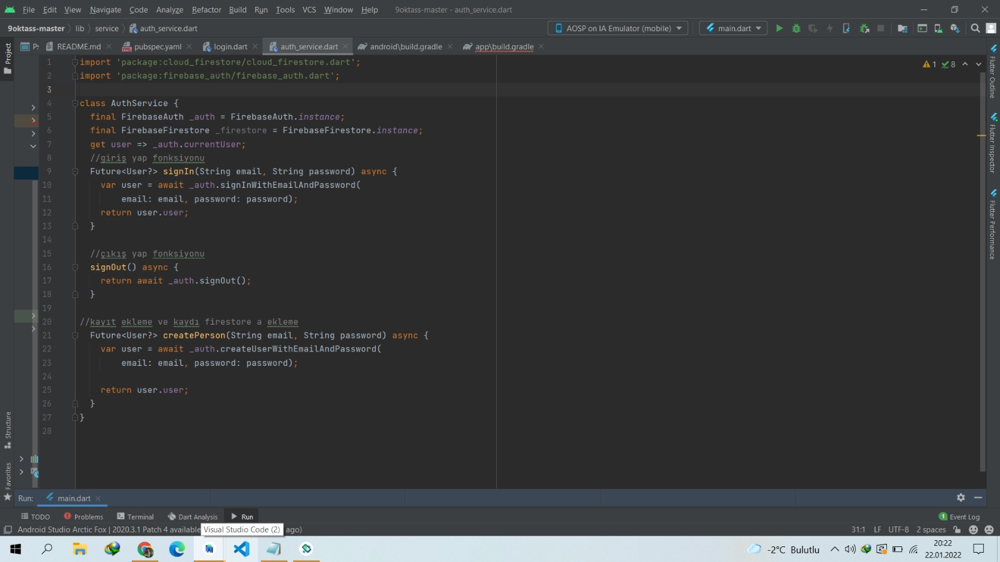 File Edit View Navigate Code Analyze Refactor Build Run Tools VCS Window Help 9oktass-master - auth_service.dart
9oktass-master lib service auth_service.dart AOSP on IA Emulator (mobile) main.dart
P: README.md pubspec.yaml login.dart auth_service.dart android\build.gradle app\build.gradle
1 import 'package:cloud_firestore/cloud_firestore.dart'; 1 8
2 import 'package:firebase_auth/firebase_auth.dart';
3
4 class AuthService {
5 final FirebaseAuth _auth = FirebaseAuth.instance;
6 final FirebaseFirestore _firestore = FirebaseFirestore.instance;
7 get user => _auth.currentUser;
8 //giriş yap fonksiyonu
9 Future<User?> signIn(String email, String password) async {
10 var user = await _auth.signInWithEmailAndPassword(
11 email: email, password: password);
12 return user.user;
13 }
14
15 //çıkış yap fonksiyonu
16 signOut() async {
17 return await _auth.signOut();
18 }
19
20 //kayıt ekleme ve kaydı firestore a ekleme
21 Future<User?> createPerson(String email, String password) async {
22 var user = await _auth.createUserWithEmailAndPassword(
23 email: email, password: password);
24
25 return user.user;
26 }
27 }
28
Project
Structure
Favorites
Flutter Outline
Flutter Inspector
Flutter Performance
Run: main.dart
TODO Problems Terminal Dart Analysis Run 1 Event Log
Android Studio Arctic Fox | 2020.3.1 Patch 4 available ago) 31:1 LF UTF-8 2 spaces
Visual Studio Code (2)
-2°C Bulutlu 20:22
22.01.2022